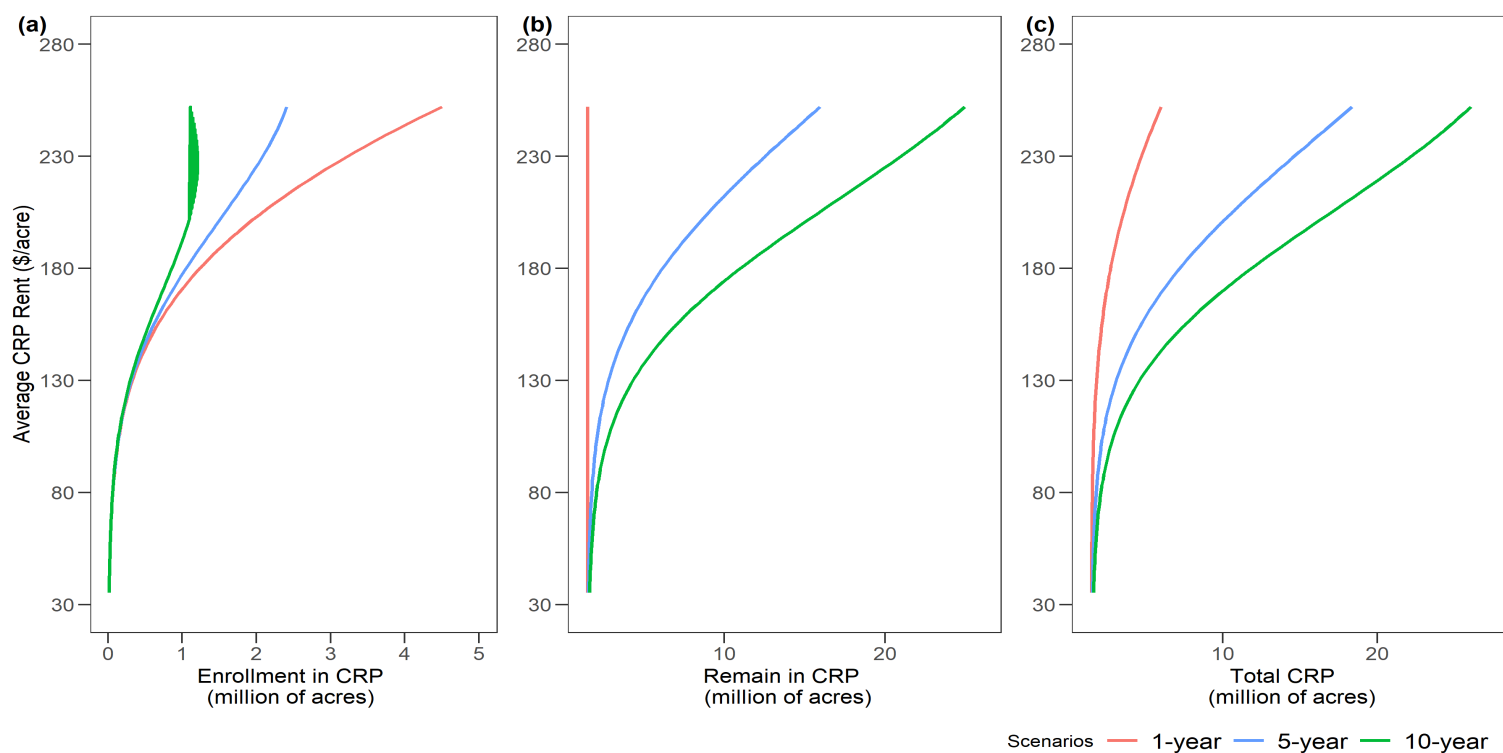 (a)
(b)
(c)
Average CRP Rent ($/acre)
280
230
180
130
80
30
0 1 2 3 4 5
Enrollment in CRP
(million of acres)
280
230
180
130
80
30
10 20
Remain in CRP
(million of acres)
280
230
180
130
80
30
10 20
Total CRP
(million of acres)
Scenarios 1-year 5-year 10-year